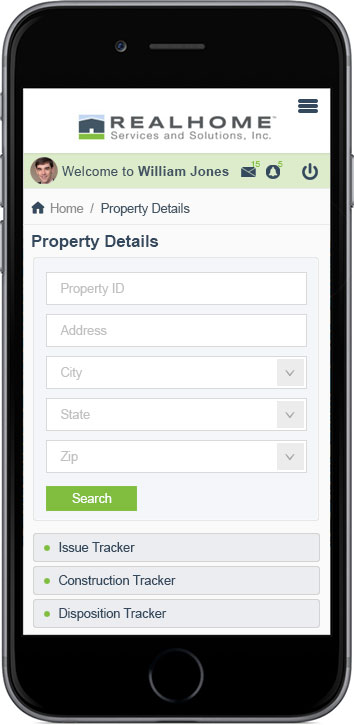 REALHOME™
Services and Solutions, Inc.
Welcome to William Jones 15 5
Home / Property Details
Property Details
Property ID
Address
City
State
Zip
Search
Issue Tracker
Construction Tracker
Disposition Tracker